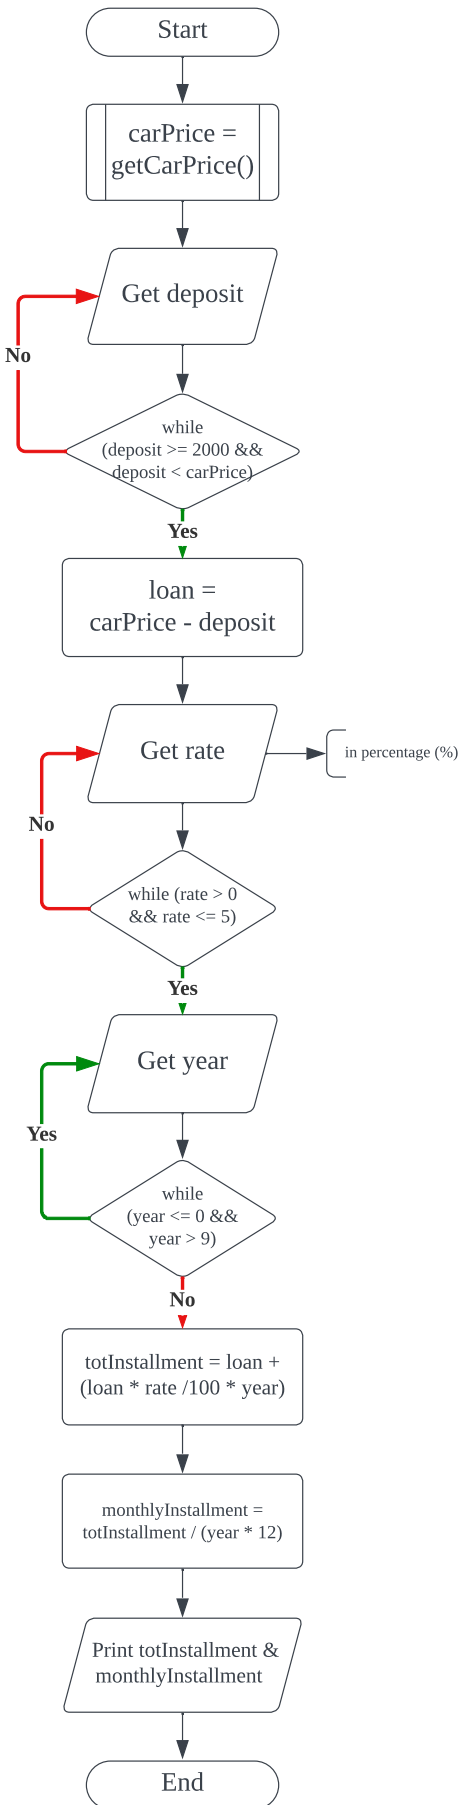 Start
carPrice =
getCarPrice()
Get deposit
No
while
(deposit >= 2000 &&
deposit < carPrice)
Yes
loan =
carPrice - deposit
Get rate
in percentage (%)
No
while (rate > 0
&& rate <= 5)
Yes
Get year
Yes
while
(year <= 0 &&
year > 9)
No
totInstallment = loan +
(loan * rate /100 * year)
monthlyInstallment =
totInstallment / (year * 12)
Print totInstallment &
monthlyInstallment
End